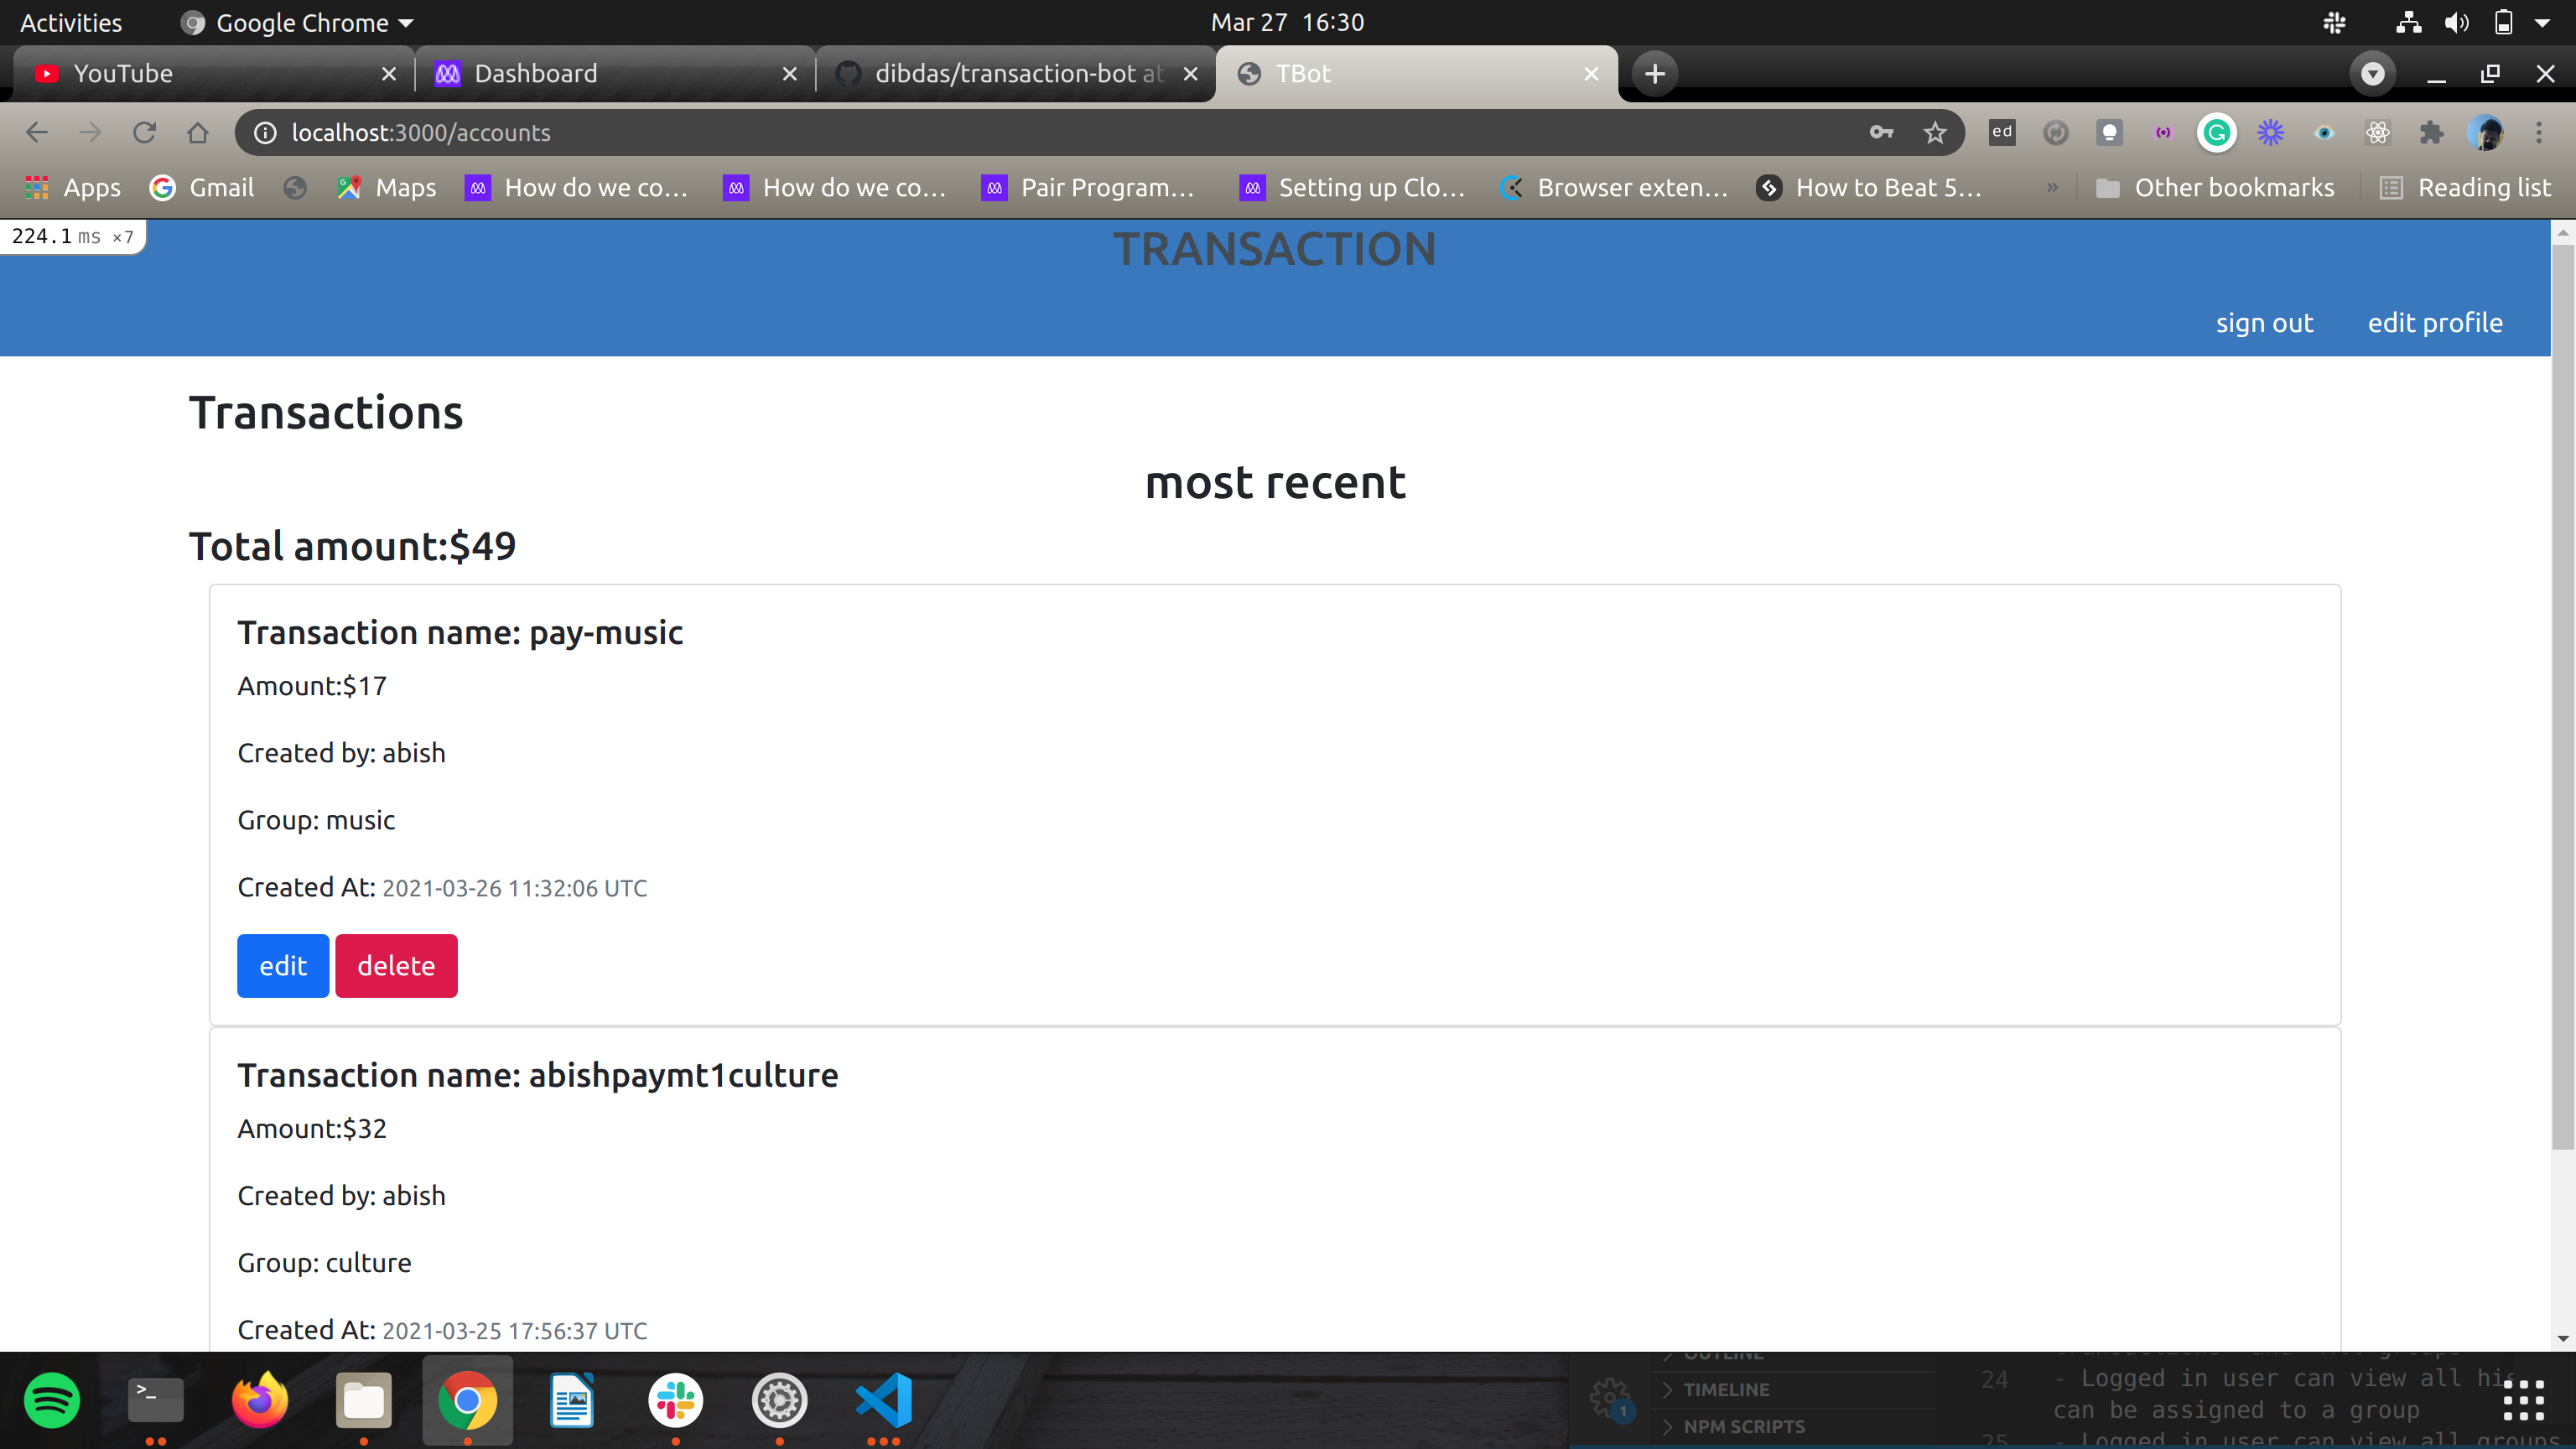 Activities Google Chrome Mar 27 16:30
YouTube Dashboard dibdas/transaction-bot at TBot
localhost:3000/accounts ed
Apps Gmail Maps How do we co… How do we co… Pair Program… Setting up Clo… Browser exten… How to Beat 5… » Other bookmarks Reading list
224.1 ms ×7
TRANSACTION
sign out edit profile
Transactions
most recent
Total amount:$49
Transaction name: pay-music
Amount:$17
Created by: abish
Group: music
Created At: 2021-03-26 11:32:06 UTC
edit delete
Transaction name: abishpaymt1culture
Amount:$32
Created by: abish
Group: culture
Created At: 2021-03-25 17:56:37 UTC
OUTLINE
TIMELINE
NPM SCRIPTS
1
24 - Logged in user can view all his
can be assigned to a group
25 - Logged in user can view all groups